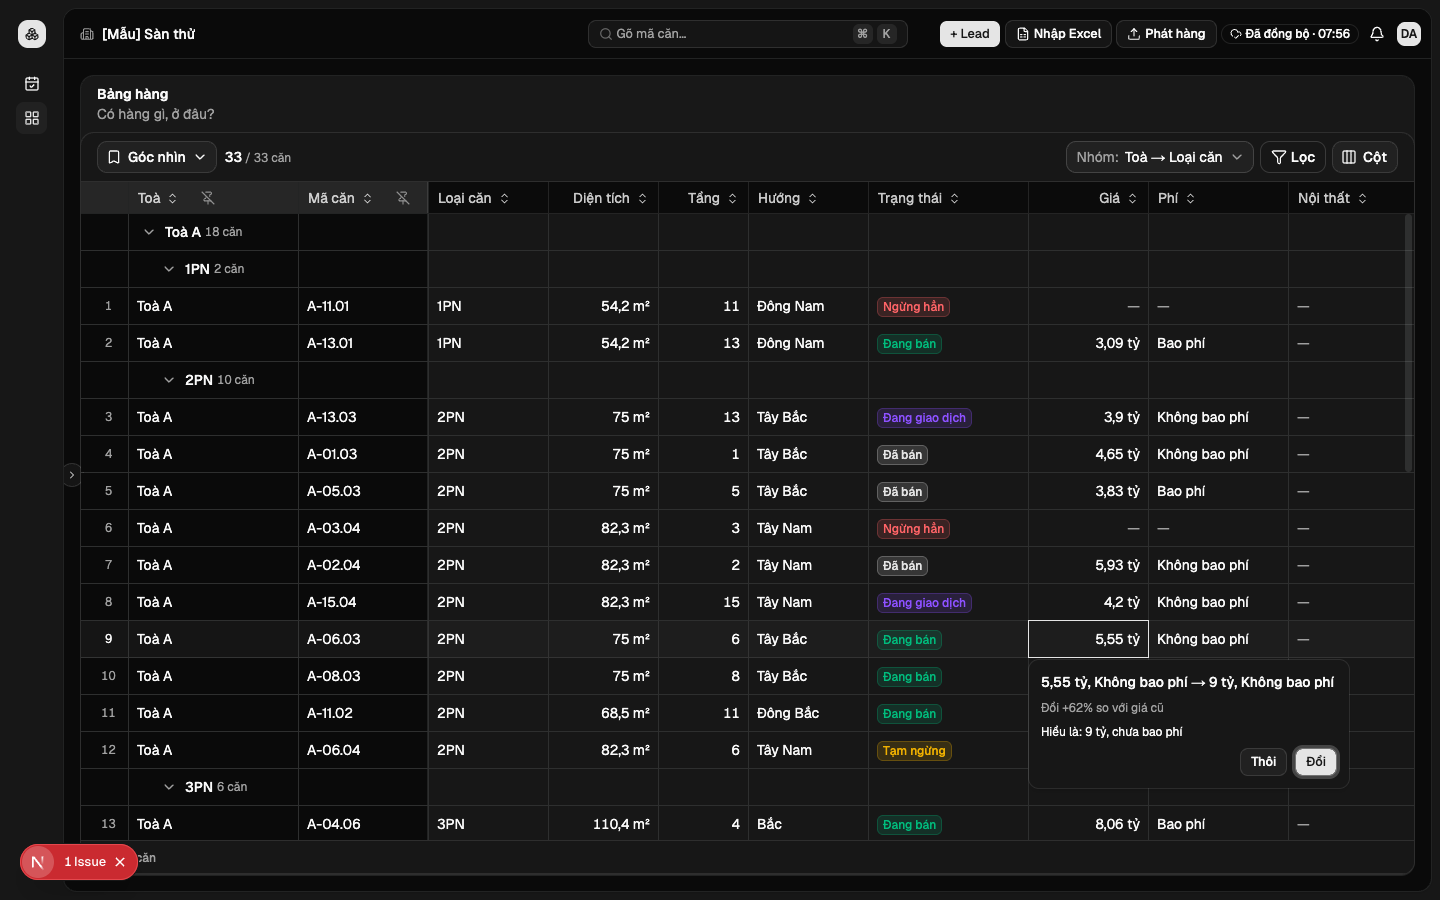 [Mẫu] Sàn thử
Gõ mã căn...
⌘ K
+ Lead
Nhập Excel
Phát hàng
Đã đồng bộ · 07:56
DA
Bảng hàng
Có hàng gì, ở đâu?
Góc nhìn
33 / 33 căn
Nhóm: Toà → Loại căn
Lọc
Cột
Toà Mã căn Loại căn Diện tích Tầng Hướng Trạng thái Giá Phí Nội thất
Toà A 18 căn
1PN 2 căn
1 Toà A A-11.01 1PN 54,2 m² 11 Đông Nam Ngừng hẳn — — —
2 Toà A A-13.01 1PN 54,2 m² 13 Đông Nam Đang bán 3,09 tỷ Bao phí —
2PN 10 căn
3 Toà A A-13.03 2PN 75 m² 13 Tây Bắc Đang giao dịch 3,9 tỷ Không bao phí —
4 Toà A A-01.03 2PN 75 m² 1 Tây Bắc Đã bán 4,65 tỷ Không bao phí —
5 Toà A A-05.03 2PN 75 m² 5 Tây Bắc Đã bán 3,83 tỷ Bao phí —
6 Toà A A-03.04 2PN 82,3 m² 3 Tây Nam Ngừng hẳn — — —
7 Toà A A-02.04 2PN 82,3 m² 2 Tây Nam Đã bán 5,93 tỷ Không bao phí —
8 Toà A A-15.04 2PN 82,3 m² 15 Tây Nam Đang giao dịch 4,2 tỷ Không bao phí —
9 Toà A A-06.03 2PN 75 m² 6 Tây Bắc Đang bán 5,55 tỷ Không bao phí —
10 Toà A A-08.03 2PN 75 m² 8 Tây Bắc Đang bán
11 Toà A A-11.02 2PN 68,5 m² 11 Đông Bắc Đang bán
12 Toà A A-06.04 2PN 82,3 m² 6 Tây Nam Tạm ngừng
5,55 tỷ, Không bao phí → 9 tỷ, Không bao phí
Đổi +62% so với giá cũ
Hiểu là: 9 tỷ, chưa bao phí
Thôi
Đổi
3PN 6 căn
13 Toà A A-04.06 3PN 110,4 m² 4 Bắc Đang bán 8,06 tỷ Bao phí —
căn
N 1 Issue